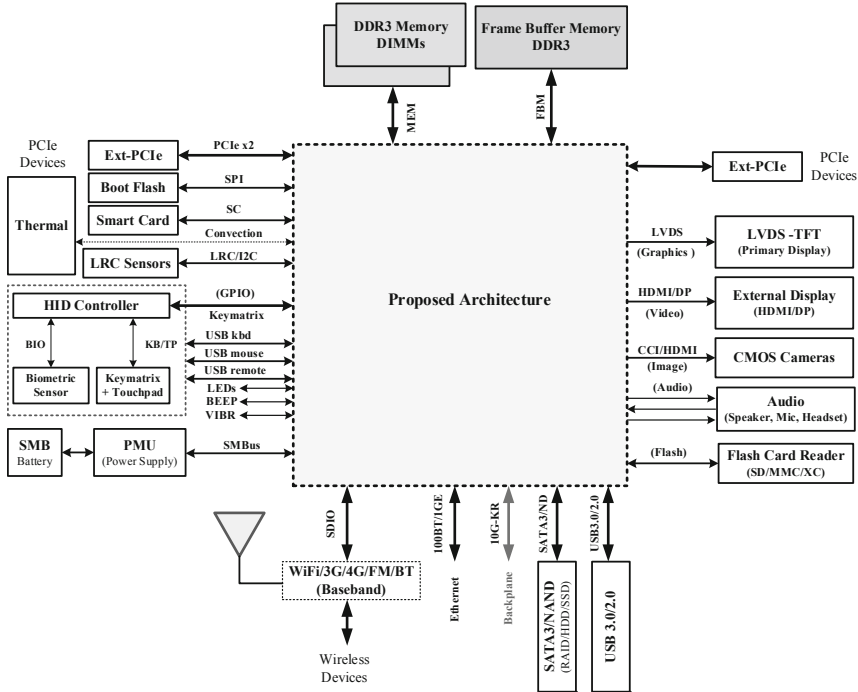 DDR3 Memory
DIMMs
Frame Buffer Memory
DDR3
MEM
FBM
PCIe
Devices
Ext-PCIe
PCIe x2
Boot Flash
SPI
Thermal
Smart Card
SC
Convection
LRC Sensors
LRC/I2C
HID Controller
(GPIO)
Keymatrix
BIO
KB/TP
USB kbd
USB mouse
USB remote
Biometric
Sensor
Keymatrix
+ Touchpad
LEDs
BEEP
VIBR
SMB
Battery
PMU
(Power Supply)
SMBus
Proposed Architecture
Ext-PCIe
PCIe
Devices
LVDS
(Graphics )
LVDS -TFT
(Primary Display)
HDMI/DP
(Video)
External Display
(HDMI/DP)
CCI/HDMI
(Image)
CMOS Cameras
(Audio)
Audio
(Speaker, Mic, Headset)
(Flash)
Flash Card Reader
(SD/MMC/XC)
SDIO
100BT/1GE
10G-KR
SATA3/ND
USB3.0/2.0
WiFi/3G/4G/FM/BT
(Baseband)
Wireless
Devices
Ethernet
Backplane
SATA3/NAND
(RAID/HDD/SSD)
USB 3.0/2.0